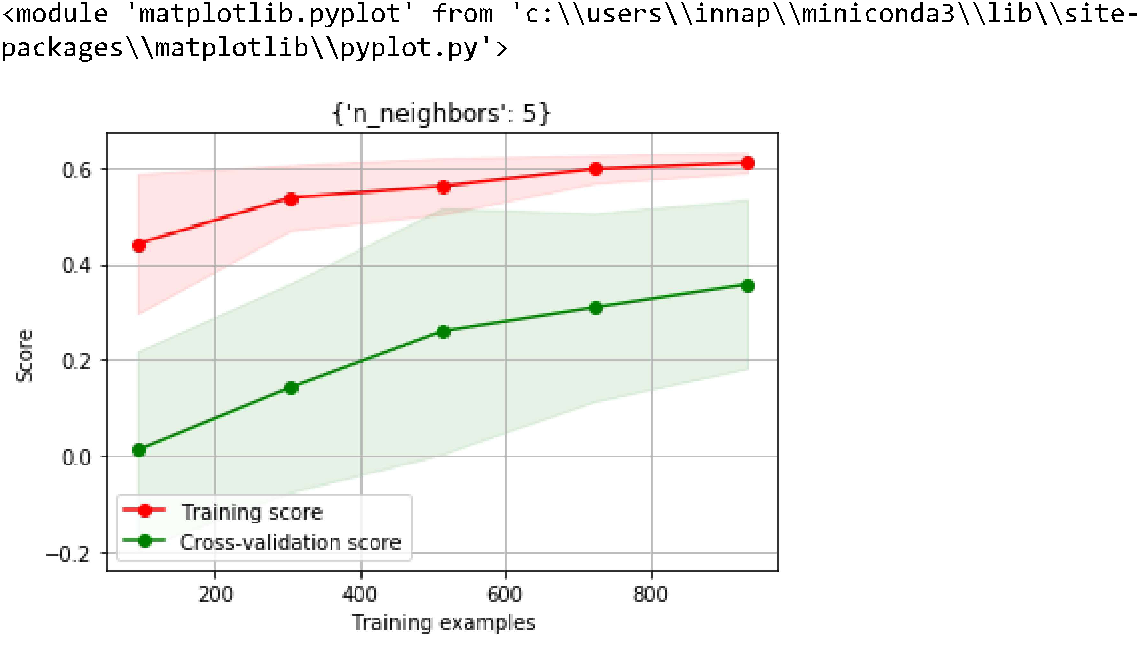 <module 'matplotlib.pyplot' from 'c:\\users\\innap\\miniconda3\\lib\\site-
packages\\matplotlib\\pyplot.py'>
{'n_neighbors': 5}
0.6
0.4
0.2
0.0
−0.2
Score
Training score
Cross-validation score
200 400 600 800
Training examples